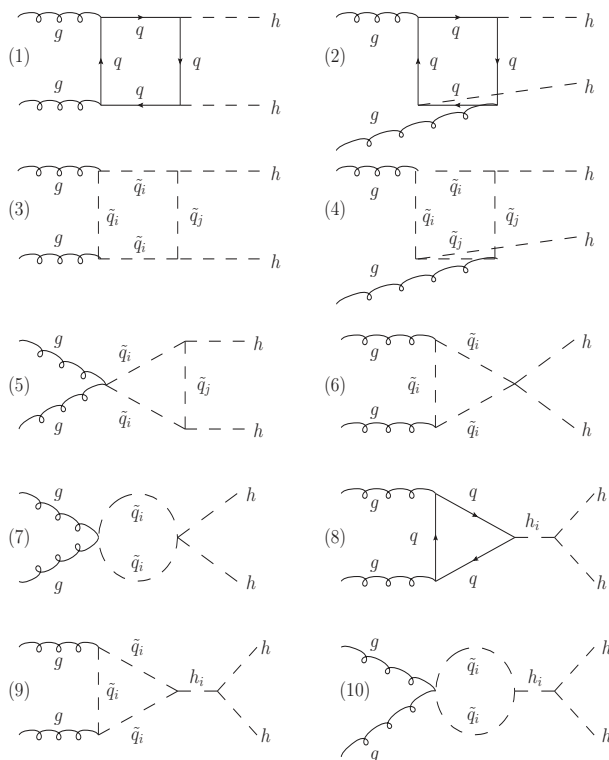 (1) g g q q q q h h
(2) g g q q q q h h
(3) g g q̃i q̃i q̃i q̃j h h
(4) g g q̃i q̃i q̃j q̃j h h
(5) g g q̃i q̃i q̃j h h
(6) g g q̃i q̃i q̃i h h
(7) g g q̃i q̃i h h
(8) g g q q q hi h h
(9) g g q̃i q̃i q̃i hi h h
(10) g g q̃i q̃i hi h h